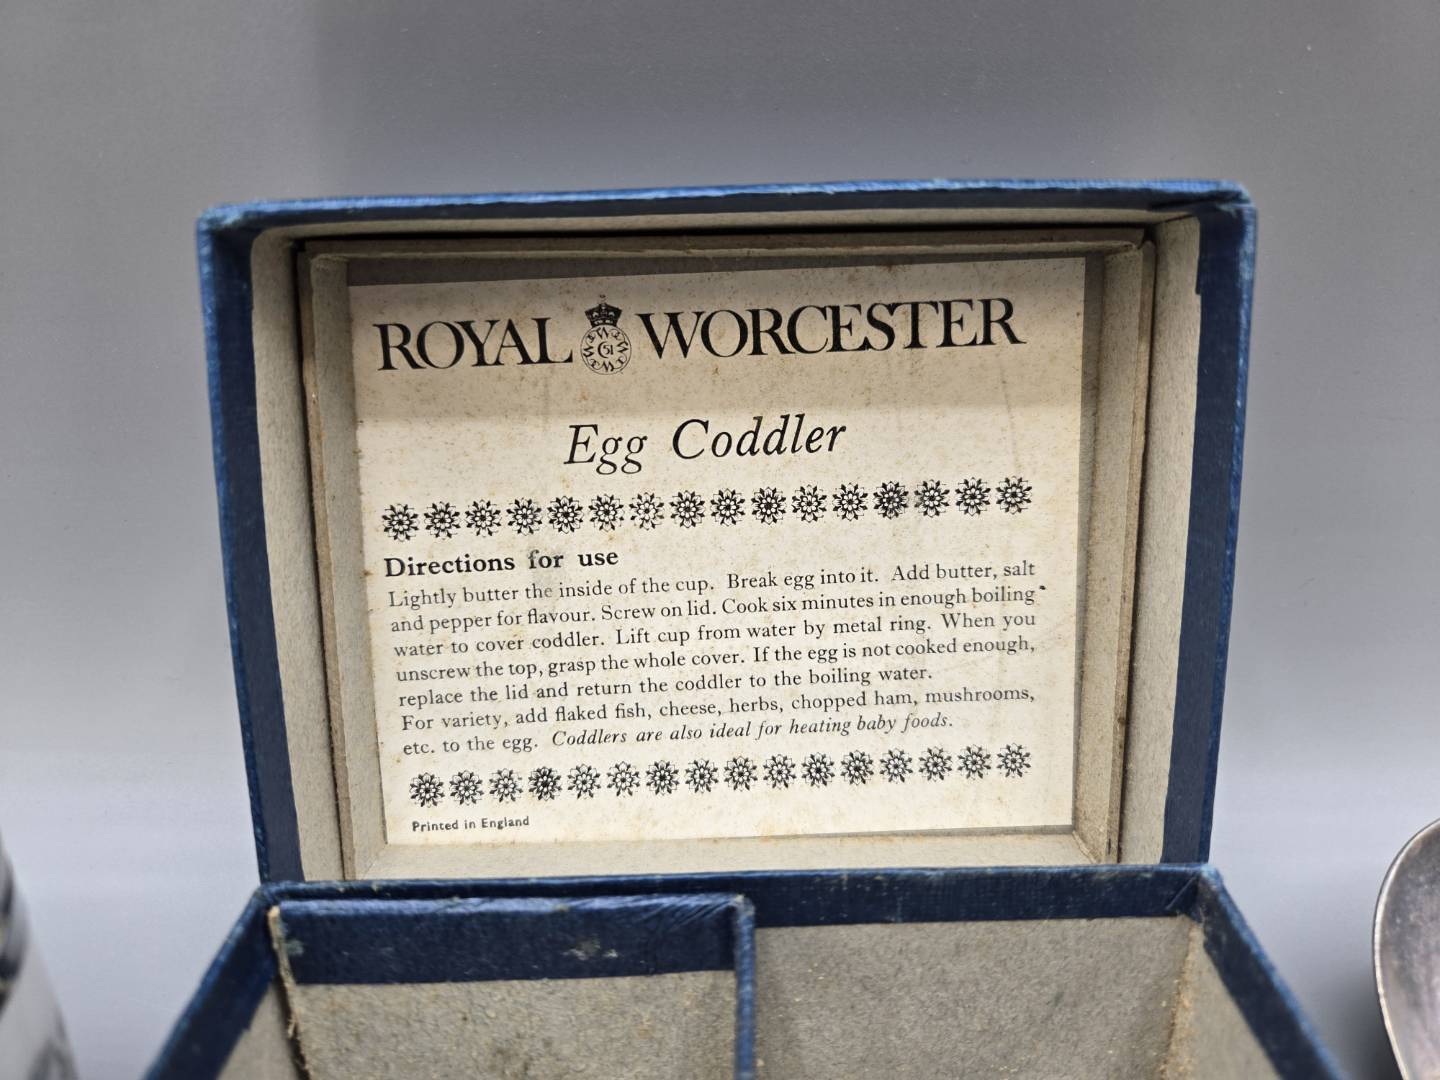 ROYAL WORCESTER
51
Egg Coddler
Directions for use
Lightly butter the inside of the cup. Break egg into it. Add butter, salt
and pepper for flavour. Screw on lid. Cook six minutes in enough boiling
water to cover coddler. Lift cup from water by metal ring. When you
unscrew the top, grasp the whole cover. If the egg is not cooked enough,
replace the lid and return the coddler to the boiling water.
For variety, add flaked fish, cheese, herbs, chopped ham, mushrooms,
etc. to the egg. Coddlers are also ideal for heating baby foods.
Printed in England